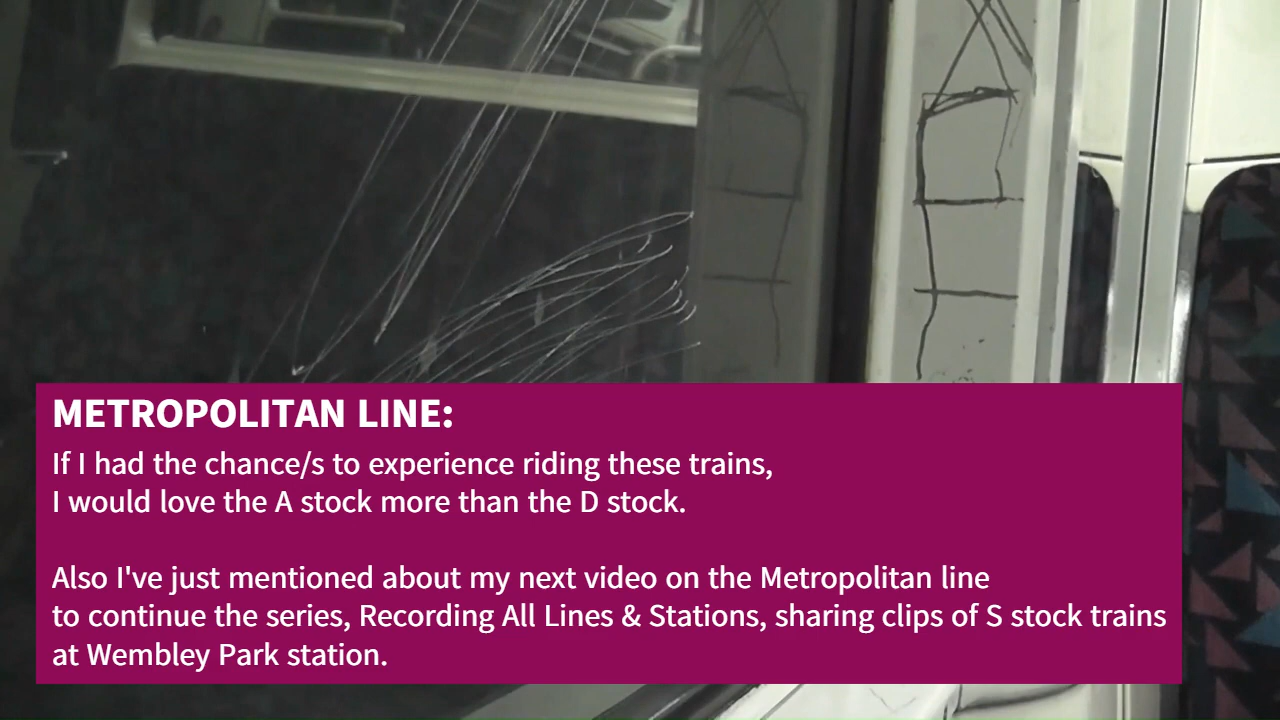 METROPOLITAN LINE:
If I had the chance/s to experience riding these trains,
I would love the A stock more than the D stock.
Also I've just mentioned about my next video on the Metropolitan line
to continue the series, Recording All Lines & Stations, sharing clips of S stock trains
at Wembley Park station.